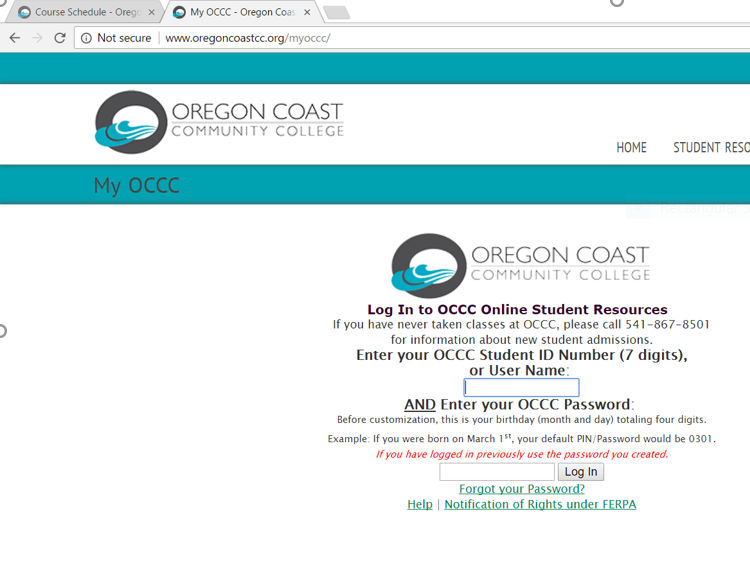 Course Schedule - Oreg
My OCCC - Oregon Coas
Not secure | www.oregoncoastcc.org/myoccc/
OREGON COAST
COMMUNITY COLLEGE
HOME STUDENT RESO
My OCCC
Rectangular
OREGON COAST
COMMUNITY COLLEGE
Log In to OCCC Online Student Resources
If you have never taken classes at OCCC, please call 541-867-8501
for information about new student admissions.
Enter your OCCC Student ID Number (7 digits),
or User Name:
AND Enter your OCCC Password:
Before customization, this is your birthday (month and day) totaling four digits.
Example: If you were born on March 1st, your default PIN/Password would be 0301.
If you have logged in previously use the password you created.
Log In
Forgot your Password?
Help | Notification of Rights under FERPA